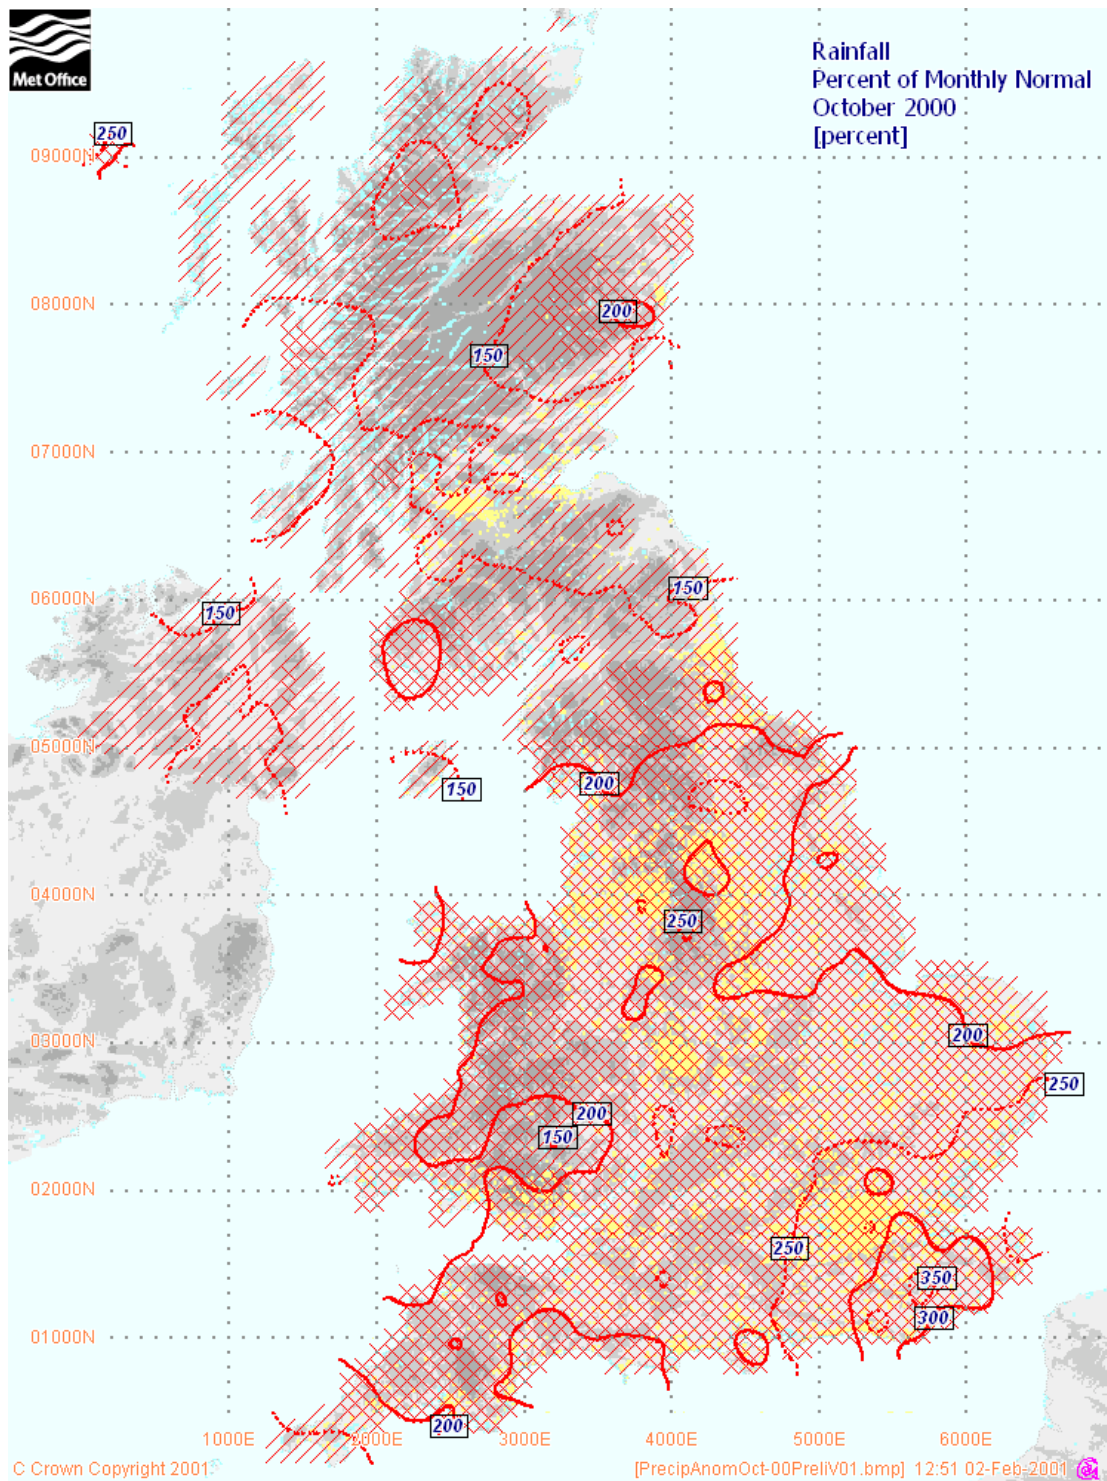 Met Office
Rainfall
Percent of Monthly Normal
October 2000
[percent]
250
09000N
200
08000N
150
07000N
150
06000N
150
05000N
200
150
04000N
250
03000N
200
250
200
150
02000N
250
350
300
01000N
200
1000E 2000E 3000E 4000E 5000E 6000E
C Crown Copyright 2001
[PrecipAnomOct-00PreliV01.bmp] 12:51 02-Feb-2001